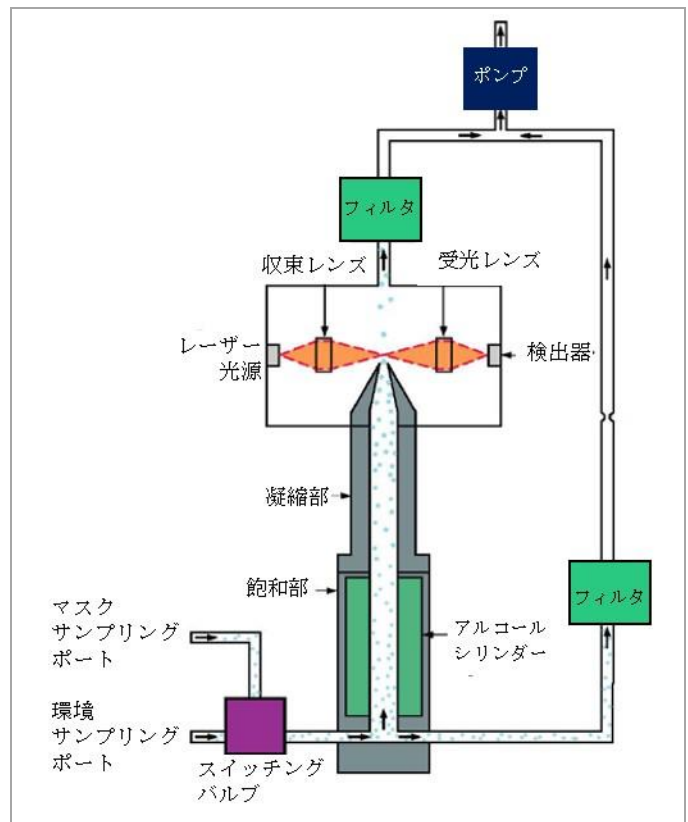 ポンプ
フィルタ
収束レンズ
受光レンズ
レーザー
光源
検出器
凝縮部
飽和部
フィルタ
マスク
サンプリング
ポート
アルコール
シリンダー
環境
サンプリング
ポート
スイッチング
バルブ